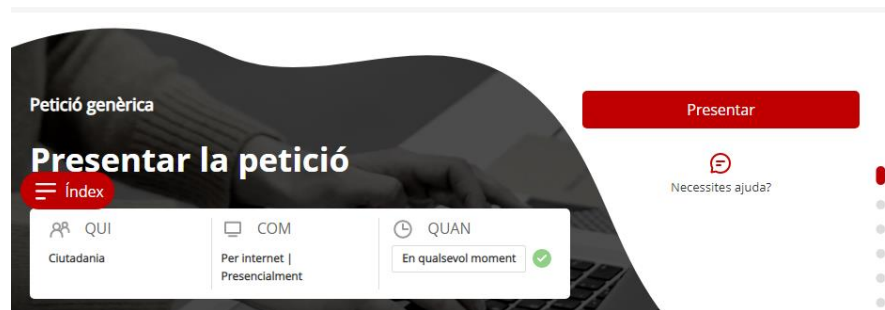 Petició genèrica
Presentar la petició
Índex
QUI
Ciutadania
COM
Per internet |
Presencialment
QUAN
En qualsevol moment
Presentar
Necessites ajuda?